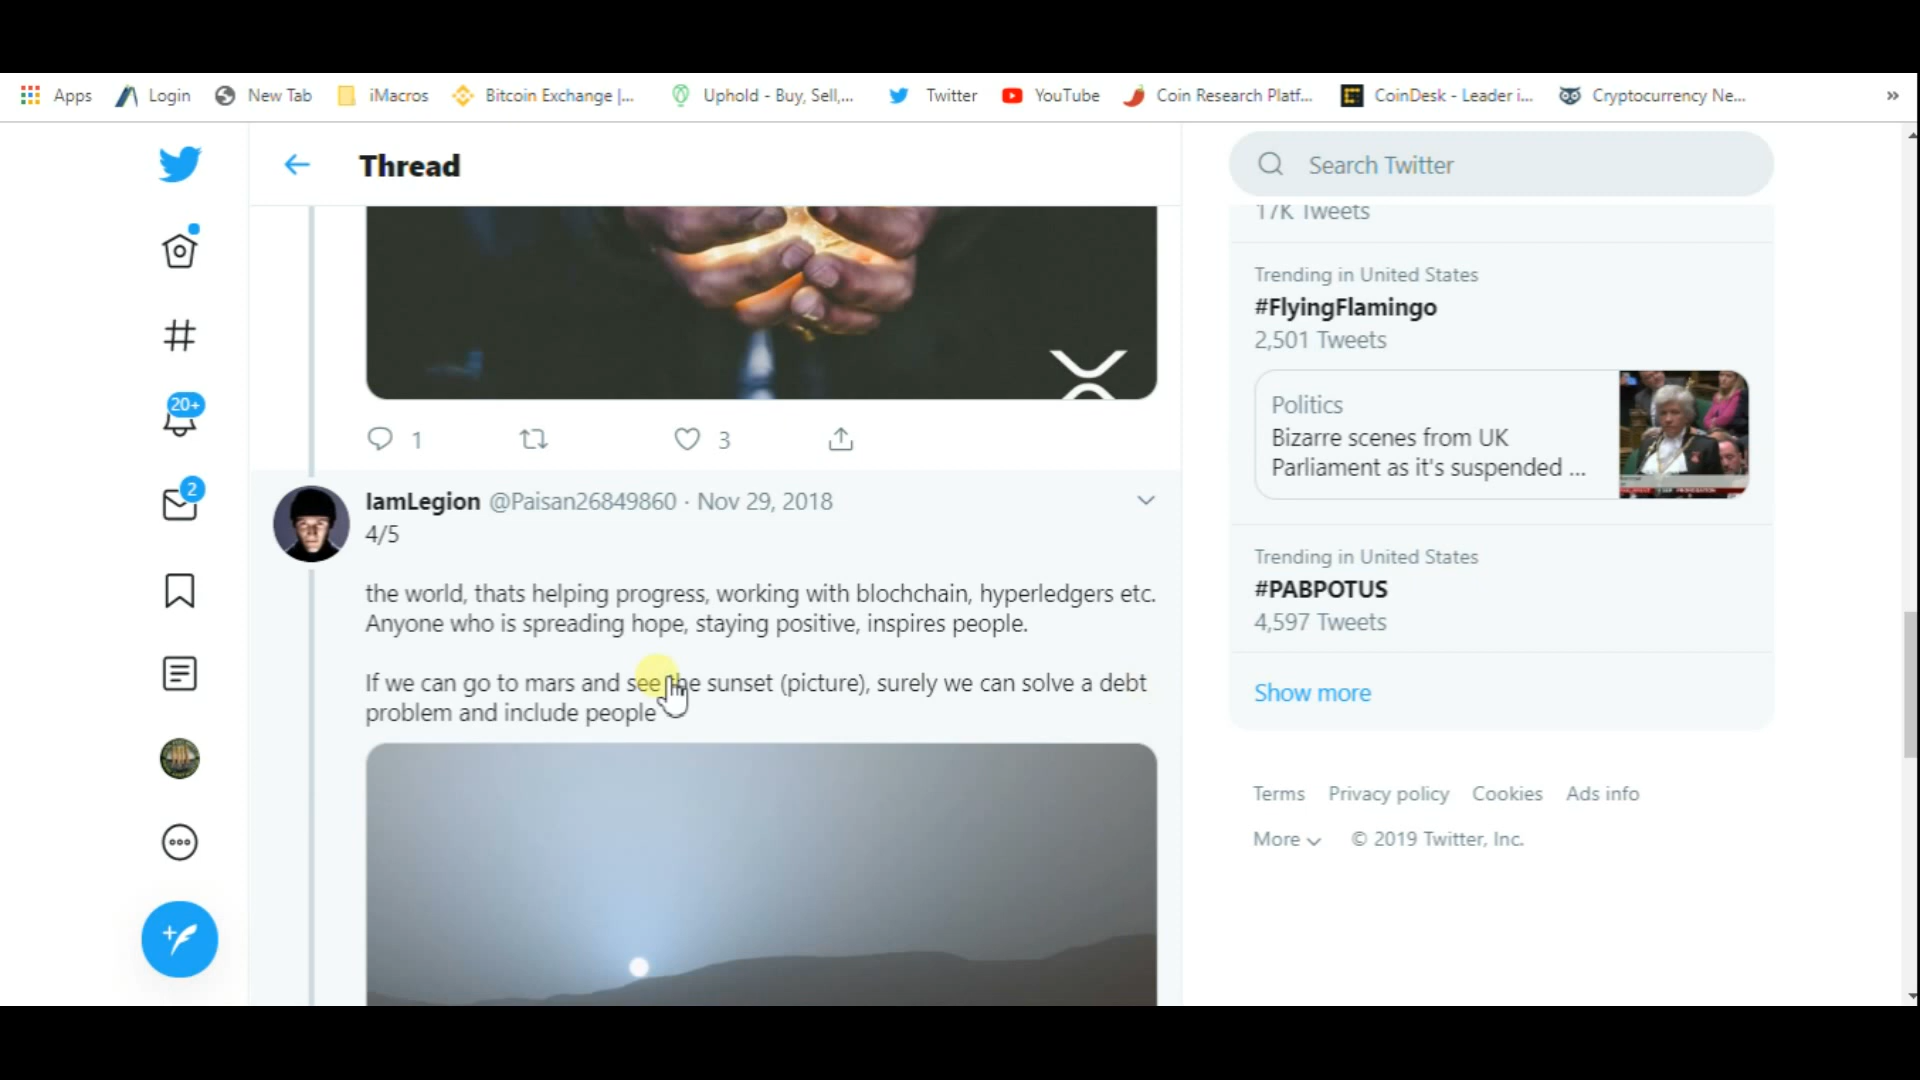 Apps Login New Tab iMacros Bitcoin Exchange |... Uphold - Buy, Sell,... Twitter YouTube Coin Research Platf... CoinDesk - Leader i... Cryptocurrency Ne... »
Thread
Search Twitter
17K Tweets
Trending in United States
#FlyingFlamingo
2,501 Tweets
Politics
Bizarre scenes from UK
Parliament as it's suspended ...
Trending in United States
#PABPOTUS
4,597 Tweets
Show more
Terms Privacy policy Cookies Ads info
More © 2019 Twitter, Inc.
20+
2
1 3
IamLegion @Paisan26849860 · Nov 29, 2018
4/5
the world, thats helping progress, working with blochchain, hyperledgers etc.
Anyone who is spreading hope, staying positive, inspires people.
If we can go to mars and see the sunset (picture), surely we can solve a debt
problem and include people